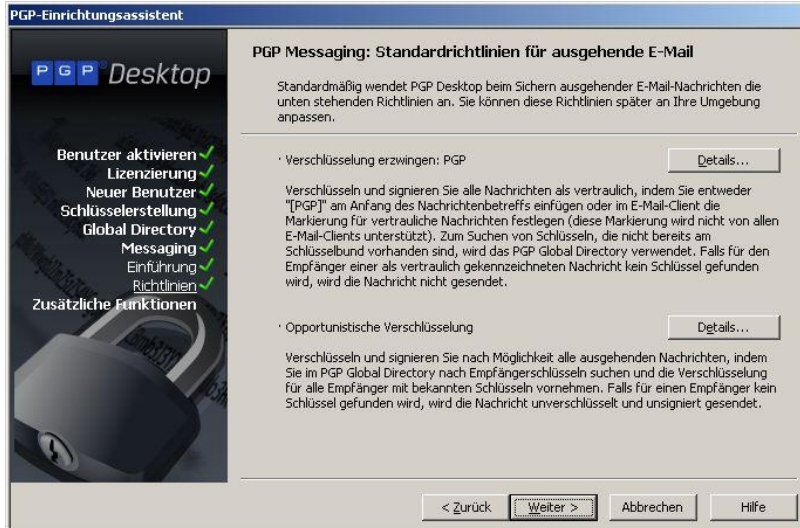 PGP-Einrichtungsassistent
PGP Desktop
Benutzer aktivieren
Lizenzierung
Neuer Benutzer
Schlüsselerstellung
Global Directory
Messaging
Einführung
Richtlinien
Zusätzliche Funktionen
PGP Messaging: Standardrichtlinien für ausgehende E-Mail
Standardmäßig wendet PGP Desktop beim Sichern ausgehender E-Mail-Nachrichten die
unten stehenden Richtlinien an. Sie können diese Richtlinien später an Ihre Umgebung
anpassen.
· Verschlüsselung erzwingen: PGP
Details...
Verschlüsseln und signieren Sie alle Nachrichten als vertraulich, indem Sie entweder
"[PGP]" am Anfang des Nachrichtenbetreffs einfügen oder im E-Mail-Client die
Markierung für vertrauliche Nachrichten festlegen (diese Markierung wird nicht von allen
E-Mail-Clients unterstützt). Zum Suchen von Schlüsseln, die nicht bereits am
Schlüsselbund vorhanden sind, wird das PGP Global Directory verwendet. Falls für den
Empfänger einer als vertraulich gekennzeichneten Nachricht kein Schlüssel gefunden
wird, wird die Nachricht nicht gesendet.
· Opportunistische Verschlüsselung
Details...
Verschlüsseln und signieren Sie nach Möglichkeit alle ausgehenden Nachrichten, indem
Sie im PGP Global Directory nach Empfängerschlüsseln suchen und die Verschlüsselung
für alle Empfänger mit bekannten Schlüsseln vornehmen. Falls für einen Empfänger kein
Schlüssel gefunden wird, wird die Nachricht unverschlüsselt und unsigniert gesendet.
< Zurück
Weiter >
Abbrechen
Hilfe